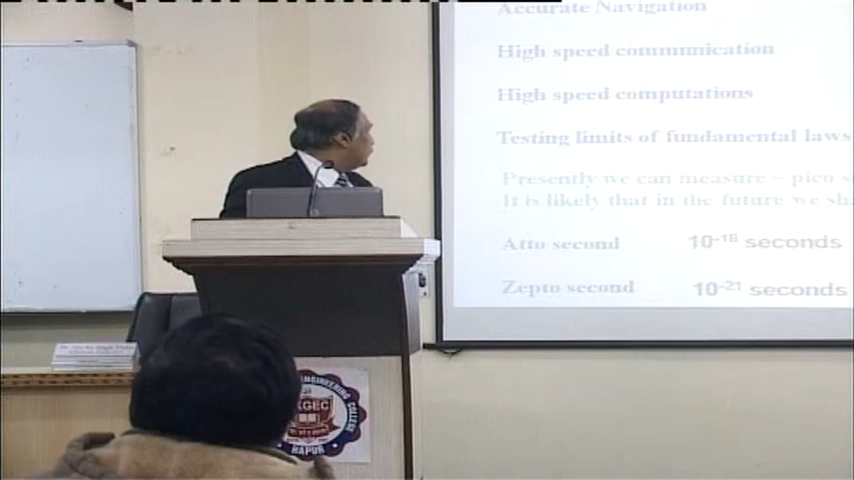 Accurate Navigation
High speed communication
High speed computations
Testing limits of fundamental laws
Presently we can measure – pico
It is likely that in the future we
Atto second 10-18 seconds
Zepto second 10-21 seconds
ENGINEERING COLLEGE
KGEC
HAPUR